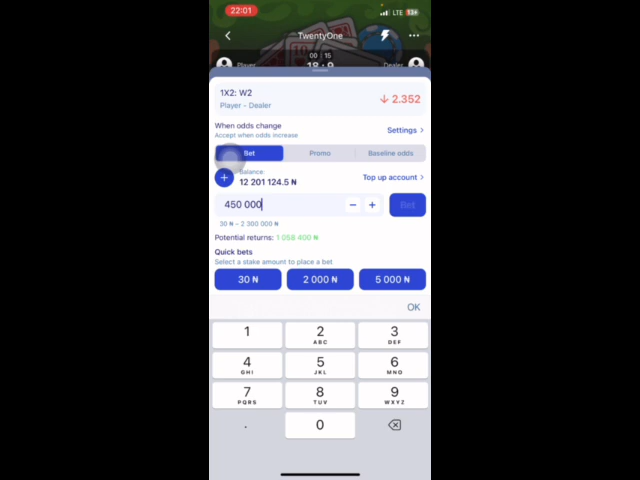 22:01
LTE
13+
TwentyOne
00 : 15
Player
18 : 9
Dealer
1X2: W2
Player - Dealer
↓ 2.352
When odds change
Accept when odds increase
Settings >
Bet
Promo
Baseline odds
Balance:
12 201 124.5 ₦
Top up account >
450 000
− +
Bet
30 ₦ – 2 300 000 ₦
Potential returns: 1 058 400 ₦
Quick bets
Select a stake amount to place a bet
30 ₦
2 000 ₦
5 000 ₦
OK
1
2 ABC
3 DEF
4 GHI
5 JKL
6 MNO
7 PQRS
8 TUV
9 WXYZ
.
0